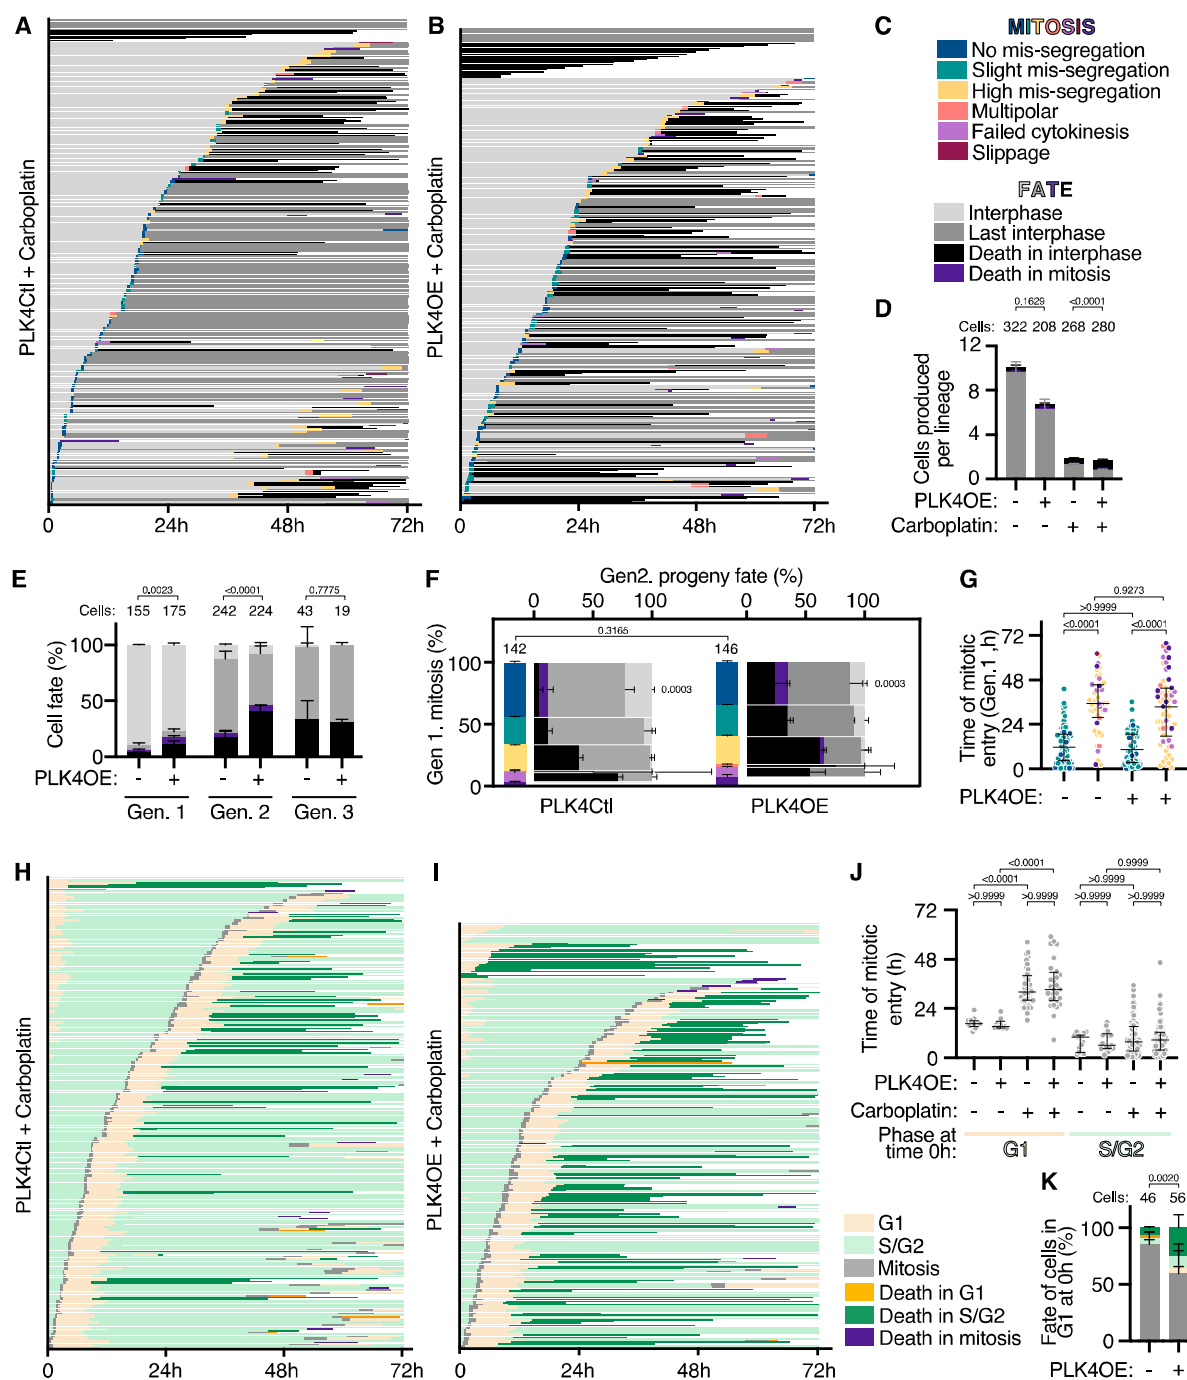 A
PLK4Ctl + Carboplatin
0
24h
48h
72h
B
PLK4OE + Carboplatin
0
24h
48h
72h
C
MITOSIS
No mis-segregation
Slight mis-segregation
High mis-segregation
Multipolar
Failed cytokinesis
Slippage
FATE
Interphase
Last interphase
Death in interphase
Death in mitosis
D
0.1629
<0.0001
Cells: 322 208 268 280
Cells produced
per lineage
12
8
4
0
PLK4OE: - + - +
Carboplatin: - - + +
E
0.0023
<0.0001
0.7775
Cells: 155 175 242 224 43 19
Cell fate (%)
100
50
0
PLK4OE: - + - + - +
Gen. 1
Gen. 2
Gen. 3
F
Gen2. progeny fate (%)
0 50 100 0 50 100
0.3165
142
146
Gen 1. mitosis (%)
100
50
0
0.0003
0.0003
PLK4Ctl
PLK4OE
G
0.9273
>0.9999
<0.0001
<0.0001
Time of mitotic
entry (Gen.1 ,h)
72
48
24
0
PLK4OE: - - + +
H
PLK4Ctl + Carboplatin
0
24h
48h
72h
I
PLK4OE + Carboplatin
0
24h
48h
72h
G1
S/G2
Mitosis
Death in G1
Death in S/G2
Death in mitosis
J
<0.0001
0.9999
<0.0001
>0.9999
>0.9999
>0.9999
>0.9999
>0.9999
Time of mitotic
entry (h)
72
48
24
0
PLK4OE: - + - + - + - +
Carboplatin: - - + + - - + +
Phase at
time 0h:
G1
S/G2
K
0.0020
Cells: 46 56
Fate of cells in
G1 at 0h (%)
100
50
0
PLK4OE: - +